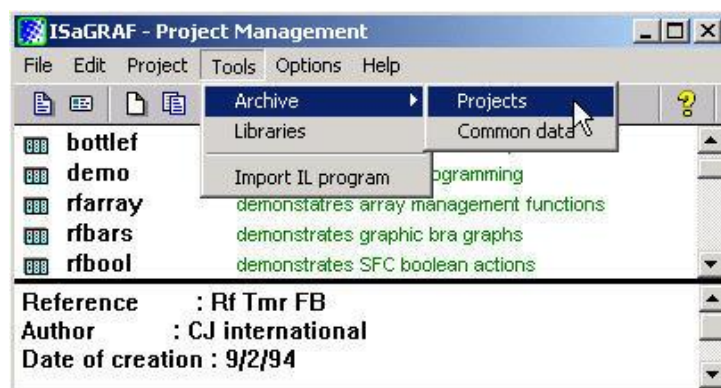 ISaGRAF - Project Management
File Edit Project Tools Options Help
Archive Projects
Libraries Common data
Import IL program
bottlef
demo ogramming
rfarray demonstatres array management functions
rfbars demonstrates graphic bra graphs
rfbool demonstrates SFC boolean actions
Reference : Rf Tmr FB
Author : CJ international
Date of creation : 9/2/94